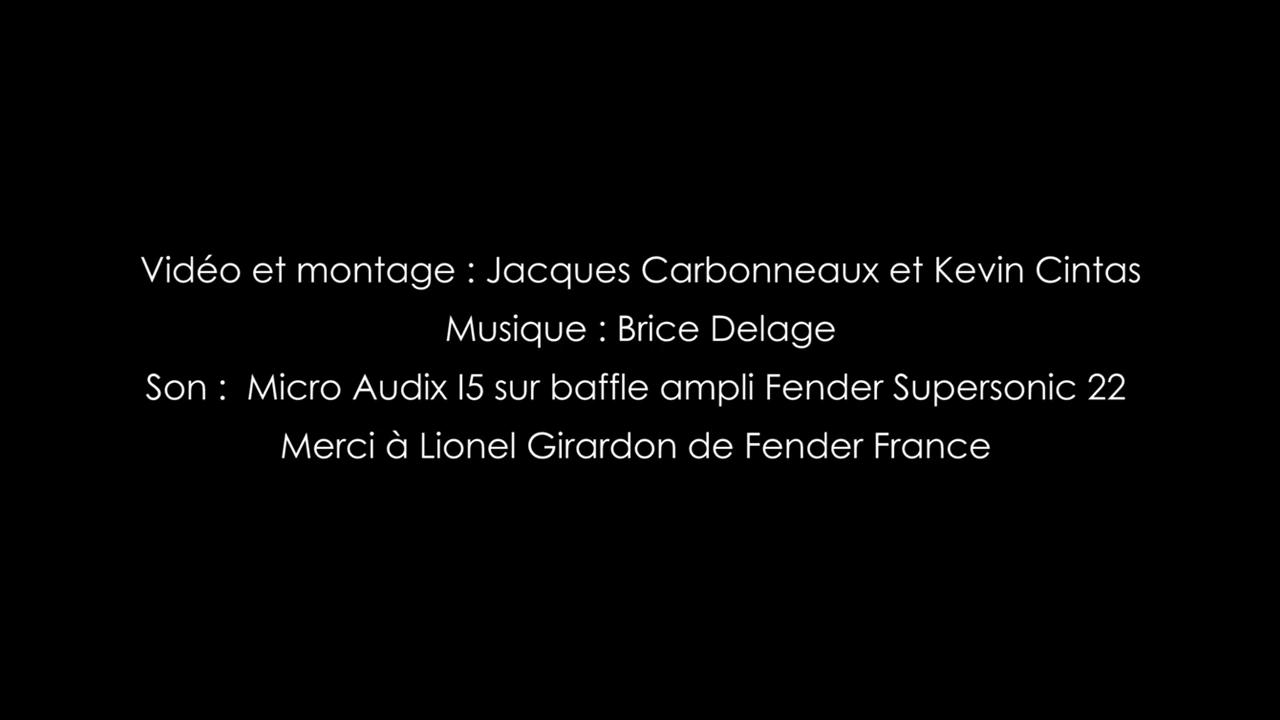 Vidéo et montage : Jacques Carbonneaux et Kevin Cintas
Musique : Brice Delage
Son :  Micro Audix I5 sur baffle ampli Fender Supersonic 22
Merci à Lionel Girardon de Fender France